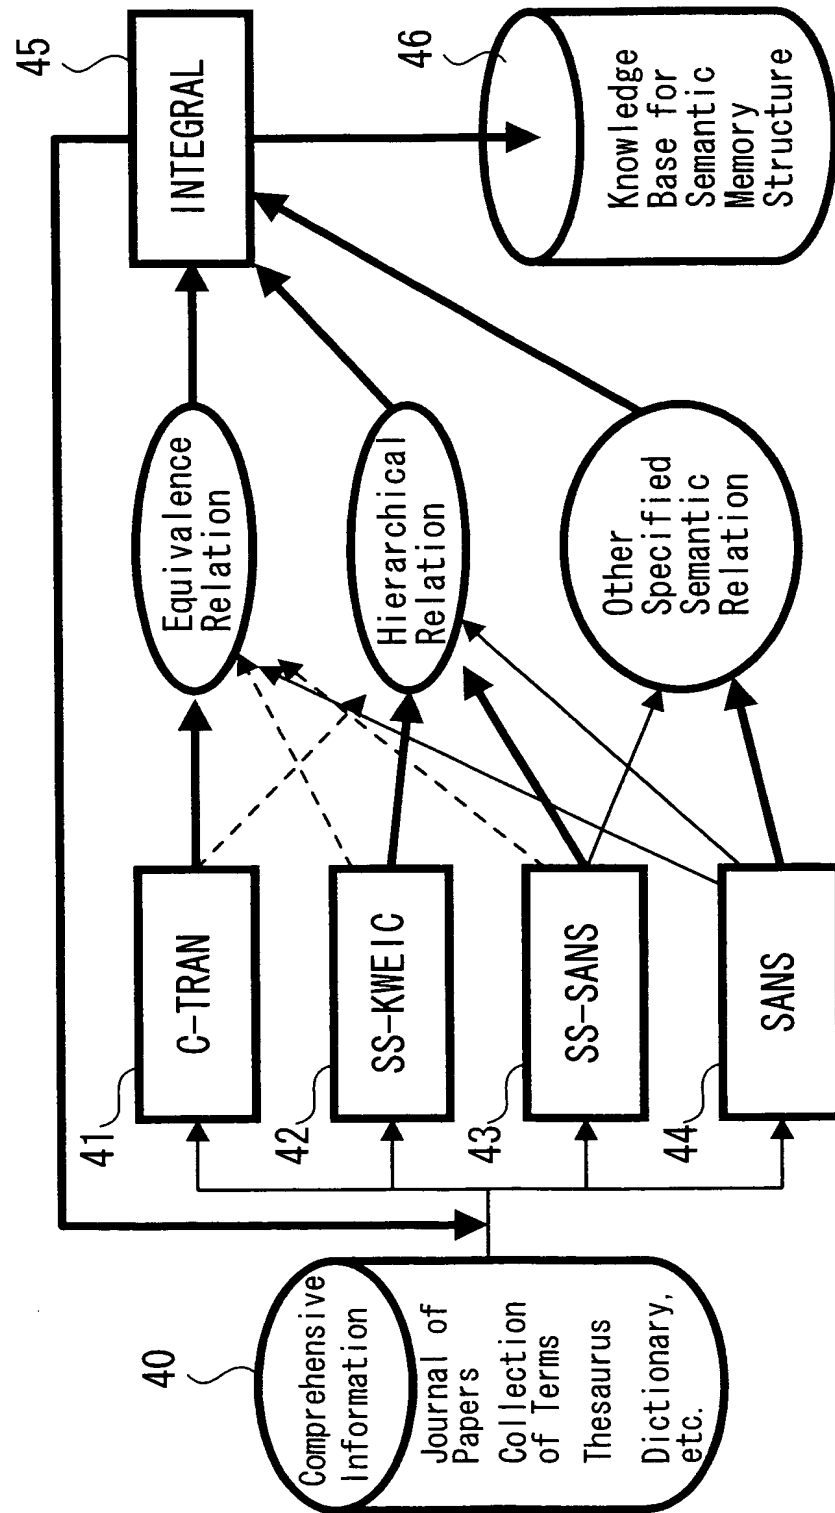 40
Comprehensive
Information
Journal of
Papers
Collection
of Terms
Thesaurus
Dictionary,
etc.
41
C-TRAN
42
SS-KWEIC
43
SS-SANS
44
SANS
Equivalence
Relation
Hierarchical
Relation
Other
Specified
Semantic
Relation
45
INTEGRAL
46
Knowledge
Base for
Semantic
Memory
Structure